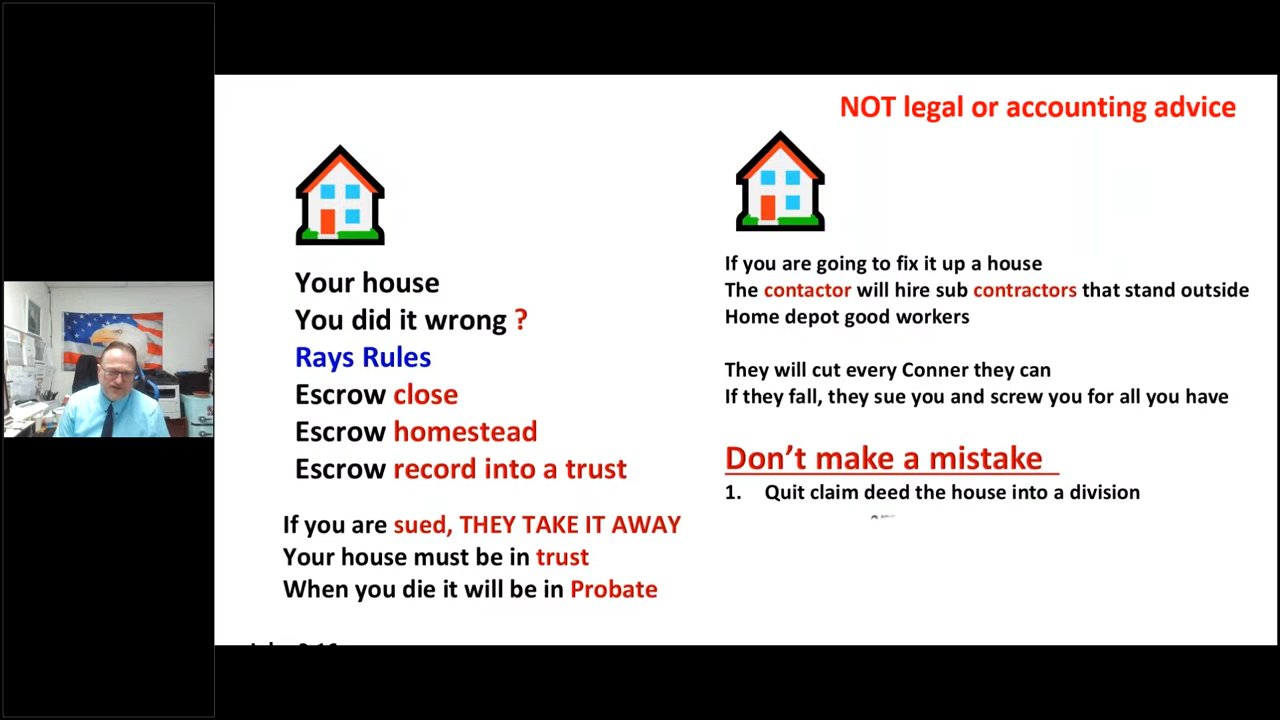 NOT legal or accounting advice
Your house
You did it wrong ?
Rays Rules
Escrow close
Escrow homestead
Escrow record into a trust
If you are sued, THEY TAKE IT AWAY
Your house must be in trust
When you die it will be in Probate
If you are going to fix it up a house
The contactor will hire sub contractors that stand outside
Home depot good workers
They will cut every Conner they can
If they fall, they sue you and screw you for all you have
Don’t make a mistake
1. Quit claim deed the house into a division